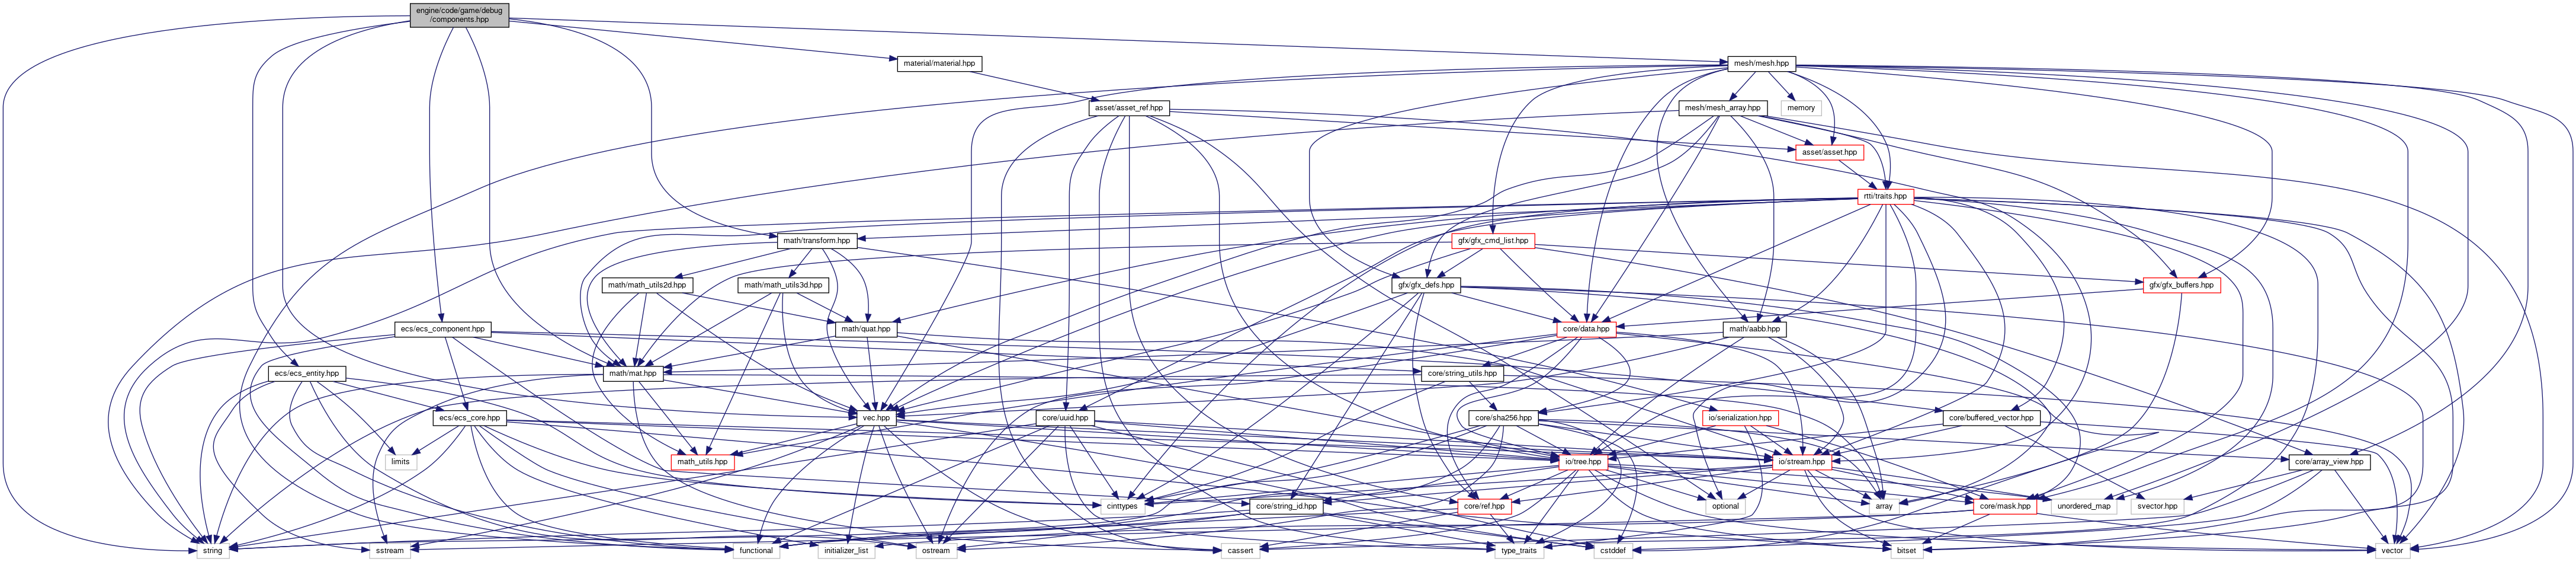 engine/code/game/debug
/components.hpp
material/material.hpp
mesh/mesh.hpp
asset/asset_ref.hpp
mesh/mesh_array.hpp
memory
asset/asset.hpp
rtti/traits.hpp
math/transform.hpp
gfx/gfx_cmd_list.hpp
math/math_utils2d.hpp
math/math_utils3d.hpp
gfx/gfx_defs.hpp
gfx/gfx_buffers.hpp
ecs/ecs_component.hpp
math/quat.hpp
core/data.hpp
math/aabb.hpp
ecs/ecs_entity.hpp
math/mat.hpp
core/string_utils.hpp
ecs/ecs_core.hpp
vec.hpp
core/uuid.hpp
core/sha256.hpp
io/serialization.hpp
core/buffered_vector.hpp
limits
math_utils.hpp
io/tree.hpp
io/stream.hpp
core/array_view.hpp
cinttypes
core/string_id.hpp
core/ref.hpp
optional
array
core/mask.hpp
unordered_map
svector.hpp
string
sstream
functional
initializer_list
ostream
cassert
type_traits
cstddef
bitset
vector